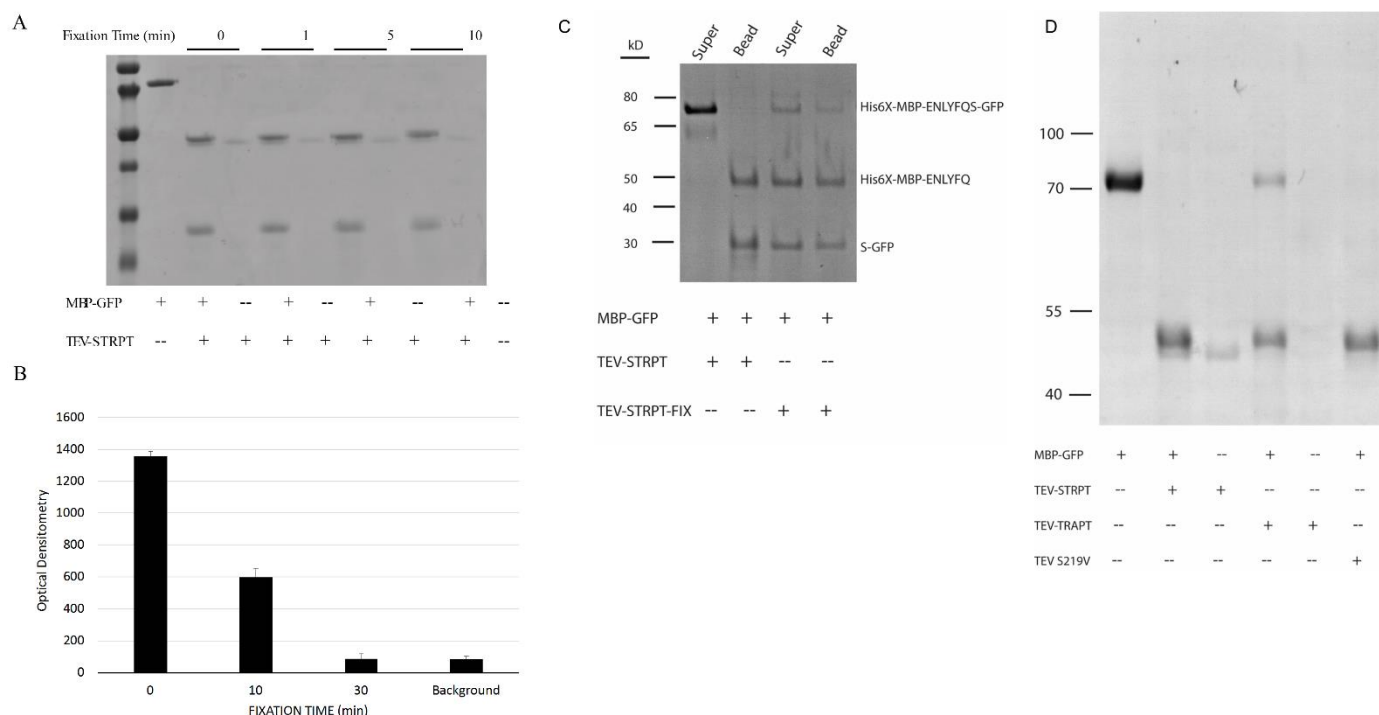 A
Fixation Time (min) 0 1 5 10
MBP-GFP + + -- + -- + -- + --
TEV-STRPT -- + + + + + + + --
B
1600
1400
1200
1000
800
600
400
200
0
Optical Densitometry
0 10 30 Background
FIXATION TIME (min)
C
kD Super Bead Super Bead
80
65
50
40
30
His6X-MBP-ENLYFQS-GFP
His6X-MBP-ENLYFQ
S-GFP
MBP-GFP + + + +
TEV-STRPT + + -- --
TEV-STRPT-FIX -- -- + +
D
100
70
55
40
MBP-GFP + + -- + -- +
TEV-STRPT -- + + -- -- --
TEV-TRAPT -- -- -- + + --
TEV S219V -- -- -- -- -- +